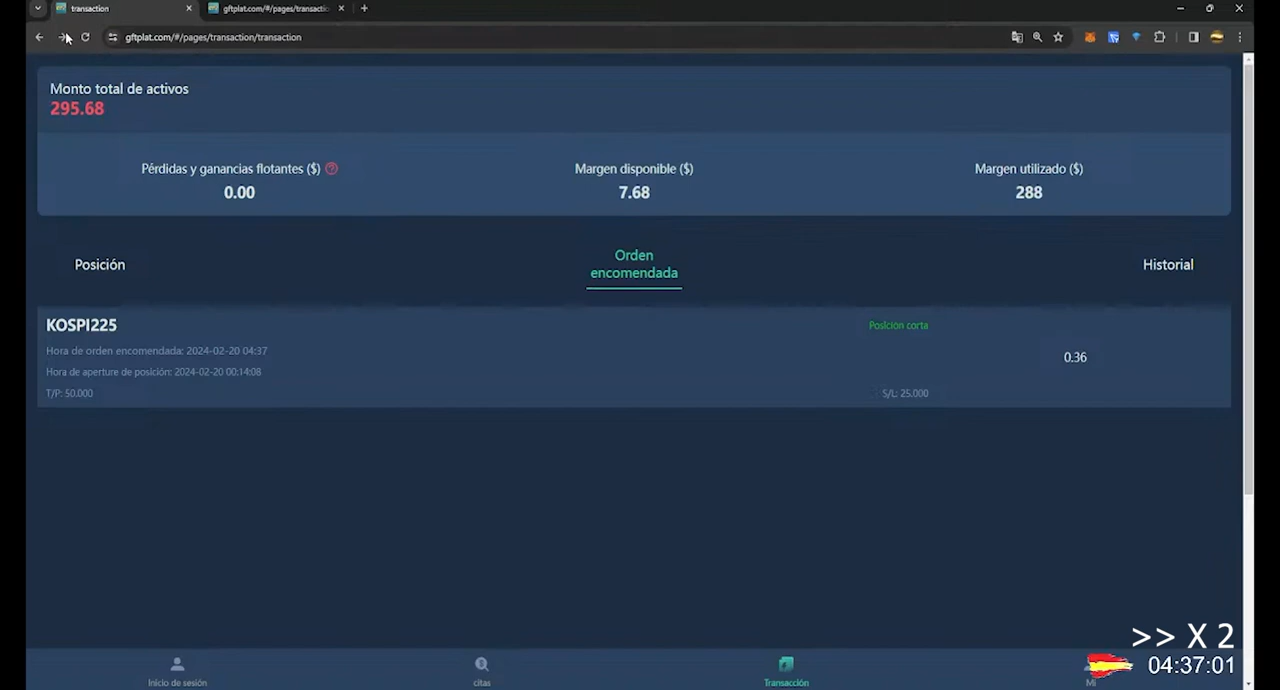 transaction
gftplat.com/#/pages/transactic
gftplat.com/#/pages/transaction/transaction
Monto total de activos
295.68
Pérdidas y ganancias flotantes ($)
0.00
Margen disponible ($)
7.68
Margen utilizado ($)
288
Posición
Orden
encomendada
Historial
KOSPI225
Posicion corta
Hora de orden encomendada: 2024-02-20 04:37
0.36
Hora de aperture de posición: 2024-02-20 00:14:08
T/P: 50.000
S/L: 25.000
>> X 2
04:37:01
Inicio de sesión
citas
Transacción
Mi